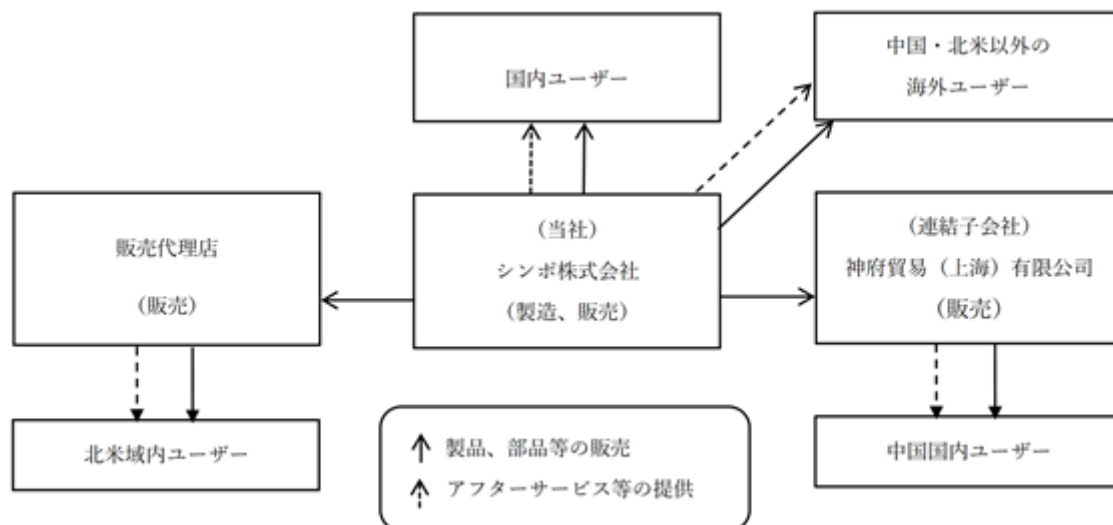 国内ユーザー
中国・北米以外の
海外ユーザー
販売代理店
（販売）
（当社）
シンポ株式会社
（製造、販売）
（連結子会社）
神府貿易（上海）有限公司
（販売）
北米域内ユーザー
製品、部品等の販売
アフターサービス等の提供
中国国内ユーザー